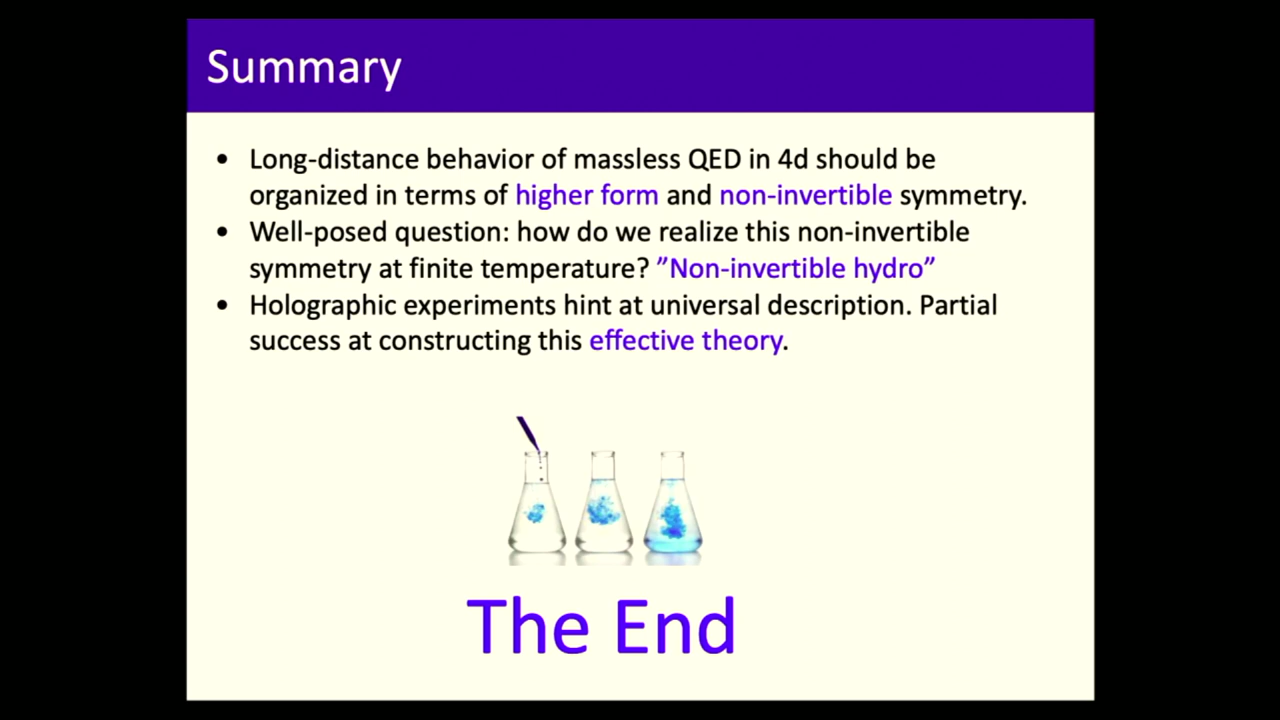 Summary
• Long-distance behavior of massless QED in 4d should be
organized in terms of higher form and non-invertible symmetry.
• Well-posed question: how do we realize this non-invertible
symmetry at finite temperature? ”Non-invertible hydro”
• Holographic experiments hint at universal description. Partial
success at constructing this effective theory.
The End